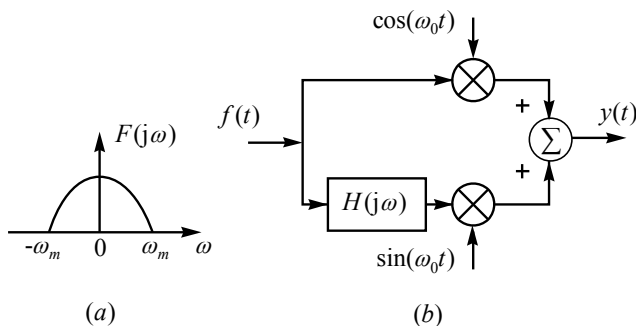 cos(ω₀t)
f(t)
y(t)
F(jω)
+
Σ
+
H(jω)
-ωₘ 0 ωₘ ω
sin(ω₀t)
(a) (b)